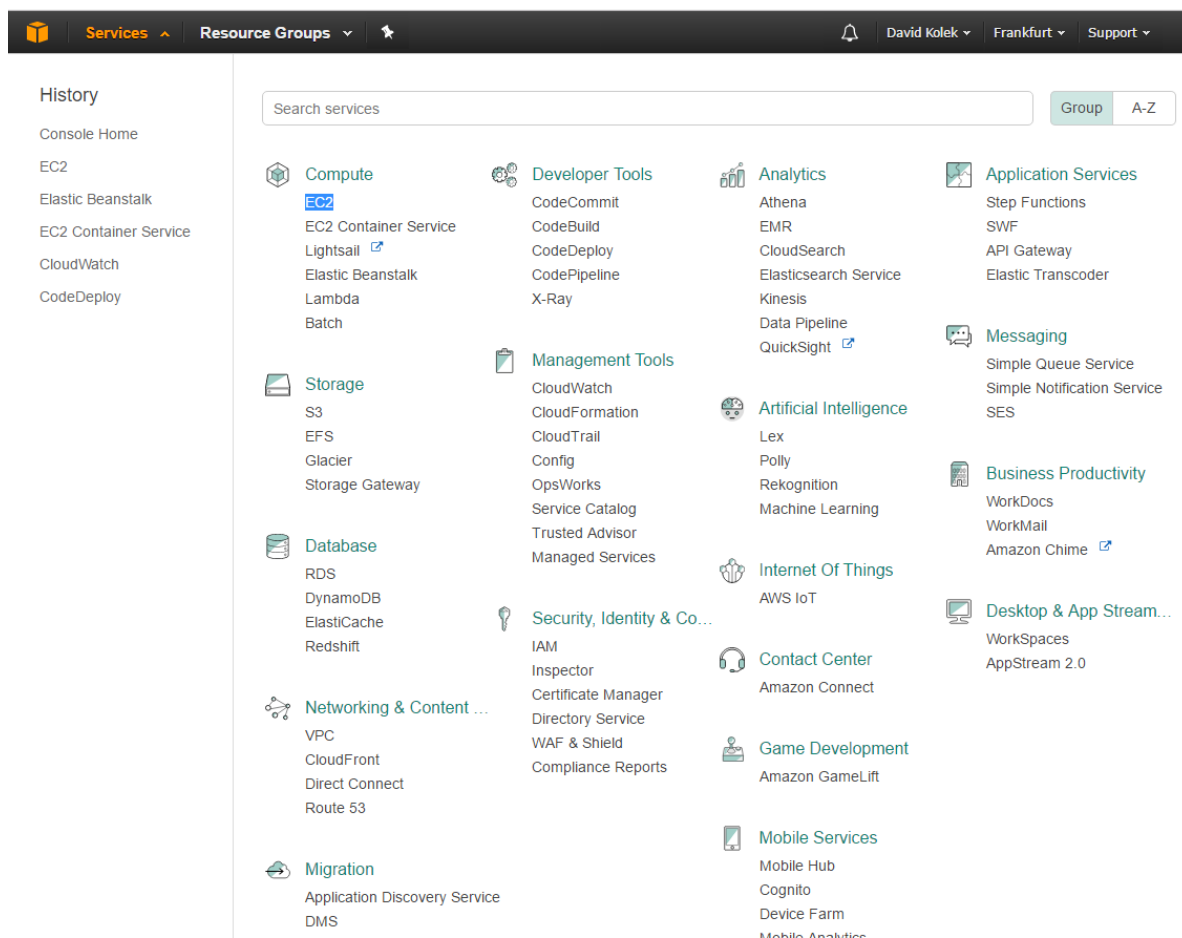 Services
Resource Groups
David Kolek
Frankfurt
Support
History
Console Home
EC2
Elastic Beanstalk
EC2 Container Service
CloudWatch
CodeDeploy
Search services
Group
A-Z
Compute
EC2
EC2 Container Service
Lightsail
Elastic Beanstalk
Lambda
Batch
Storage
S3
EFS
Glacier
Storage Gateway
Database
RDS
DynamoDB
ElastiCache
Redshift
Networking & Content ...
VPC
CloudFront
Direct Connect
Route 53
Migration
Application Discovery Service
DMS
Developer Tools
CodeCommit
CodeBuild
CodeDeploy
CodePipeline
X-Ray
Management Tools
CloudWatch
CloudFormation
CloudTrail
Config
OpsWorks
Service Catalog
Trusted Advisor
Managed Services
Security, Identity & Co...
IAM
Inspector
Certificate Manager
Directory Service
WAF & Shield
Compliance Reports
Analytics
Athena
EMR
CloudSearch
Elasticsearch Service
Kinesis
Data Pipeline
QuickSight
Artificial Intelligence
Lex
Polly
Rekognition
Machine Learning
Internet Of Things
AWS IoT
Contact Center
Amazon Connect
Game Development
Amazon GameLift
Mobile Services
Mobile Hub
Cognito
Device Farm
Mobile Analytics
Application Services
Step Functions
SWF
API Gateway
Elastic Transcoder
Messaging
Simple Queue Service
Simple Notification Service
SES
Business Productivity
WorkDocs
WorkMail
Amazon Chime
Desktop & App Stream...
WorkSpaces
AppStream 2.0